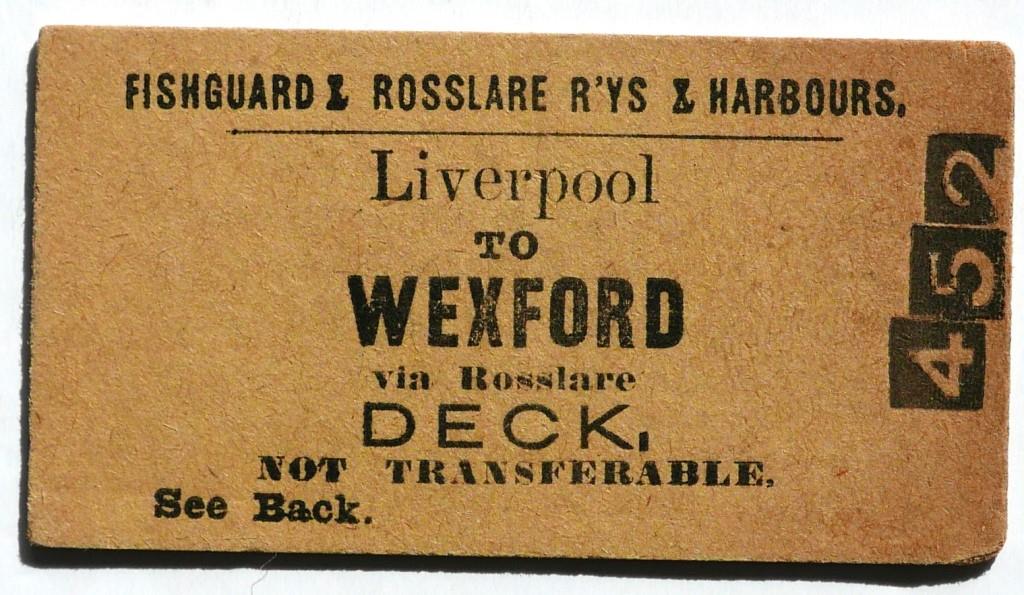 FISHGUARD & ROSSLARE R'YS & HARBOURS.
Liverpool
TO
WEXFORD
via Rosslare
DECK,
NOT TRANSFERABLE.
See Back.
452